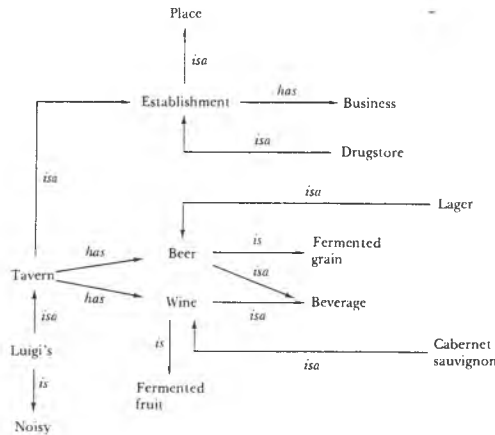 Place
isa
Establishment
has
Business
isa
Drugstore
isa
isa
Lager
has
Beer
is
Fermented
grain
Tavern
isa
has
Wine
isa
Beverage
isa
Luigi's
is
isa
Cabernet
sauvignon
is
Fermented
fruit
Noisy